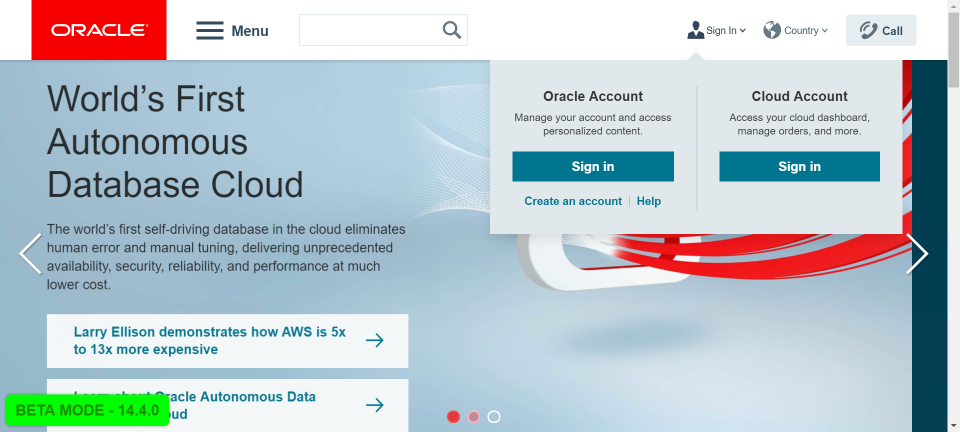 ORACLE
Menu
Sign In
Country
Call
World's First
Autonomous
Database Cloud
The world's first self-driving database in the cloud eliminates
human error and manual tuning, delivering unprecedented
availability, security, reliability, and performance at much
lower cost.
Larry Ellison demonstrates how AWS is 5x
to 13x more expensive
Oracle Autonomous Data
Oracle Account
Manage your account and access
personalized content.
Sign in
Create an account | Help
Cloud Account
Access your cloud dashboard,
manage orders, and more.
Sign in
BETA MODE - 14.4.0